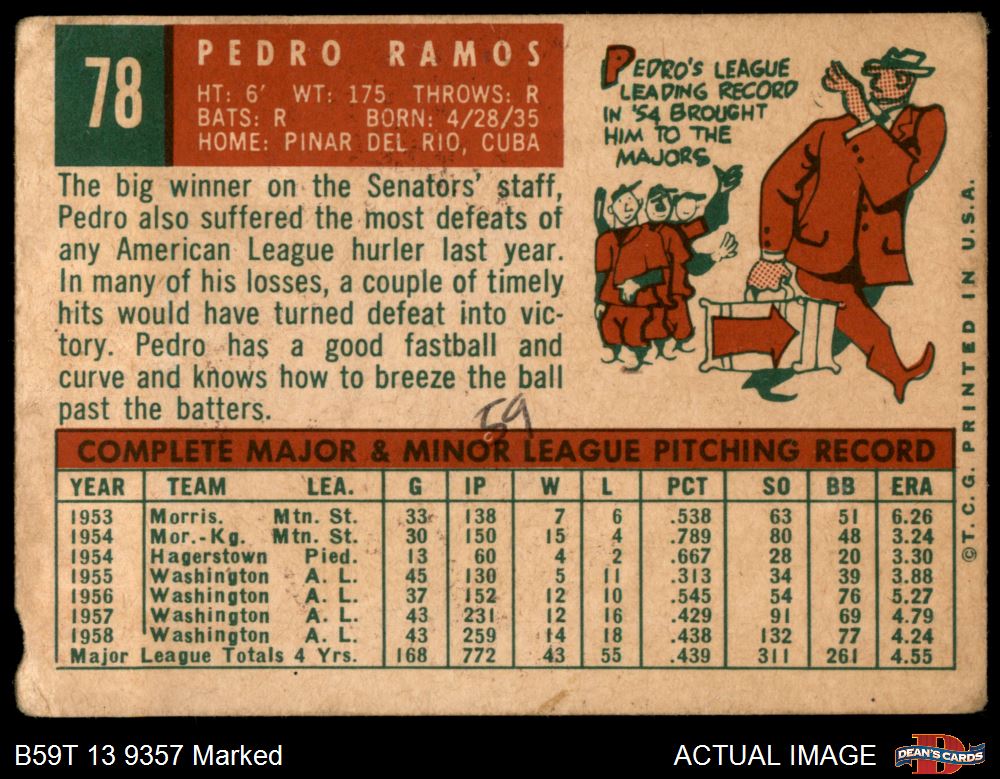 78
PEDRO RAMOS
HT: 6' WT: 175 THROWS: R
BATS: R BORN: 4/28/35
HOME: PINAR DEL RIO, CUBA
PEDRO'S LEAGUE
LEADING RECORD
IN '54 BROUGHT
HIM TO THE
MAJORS
The big winner on the Senators' staff,
Pedro also suffered the most defeats of
any American League hurler last year.
In many of his losses, a couple of timely
hits would have turned defeat into vic-
tory. Pedro has a good fastball and
curve and knows how to breeze the ball
past the batters.
59
COMPLETE MAJOR & MINOR LEAGUE PITCHING RECORD
YEAR TEAM LEA. G IP W L PCT SO BB ERA
1953 Morris. Mtn. St. 33 138 7 6 .538 63 51 6.26
1954 Mor.-Kg. Mtn. St. 30 150 15 4 .789 80 48 3.24
1954 Hagerstown Pied. 13 60 4 2 .667 28 20 3.30
1955 Washington A. L. 45 130 5 11 .313 34 39 3.88
1956 Washington A. L. 37 152 12 10 .545 54 76 5.27
1957 Washington A. L. 43 231 12 16 .429 91 69 4.79
1958 Washington A. L. 43 259 14 18 .438 132 77 4.24
Major League Totals 4 Yrs. 168 772 43 55 .439 311 261 4.55
© T. C. G. PRINTED IN U.S.A.
B59T 13 9357 Marked
ACTUAL IMAGE
DEAN'S CARDS